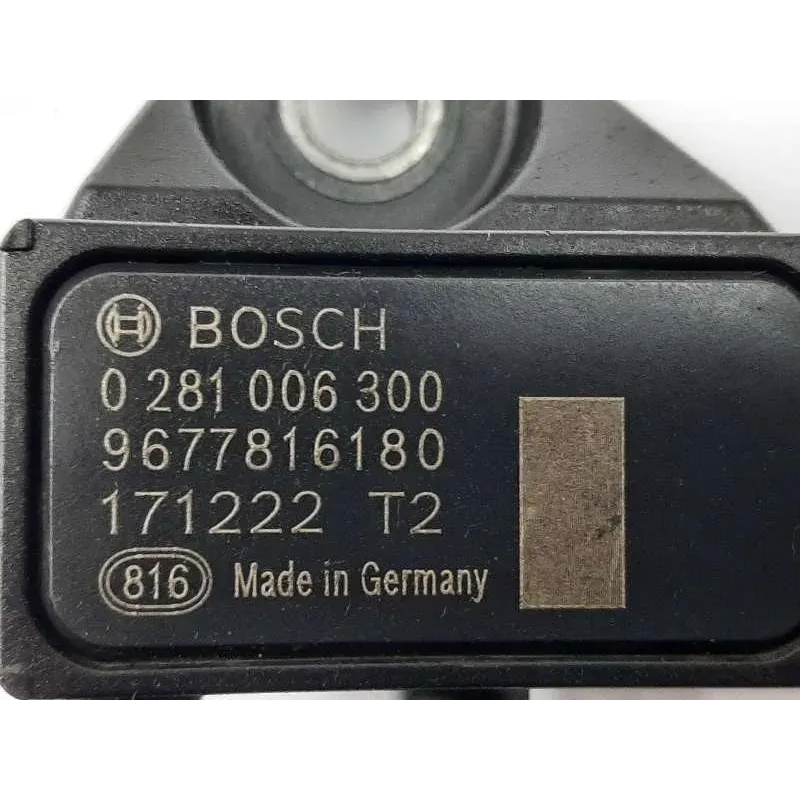 BOSCH
0 281 006 300
9677816180
171222 T2
816 Made in Germany